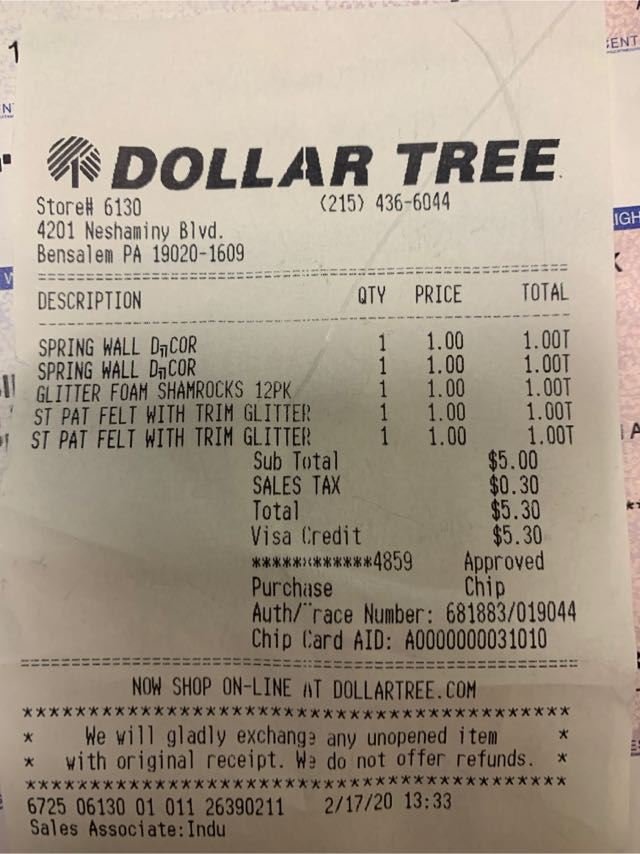 DOLLAR TREE
Store# 6130 (215) 436-6044
4201 Neshaminy Blvd.
Bensalem PA 19020-1609
DESCRIPTION QTY PRICE TOTAL
SPRING WALL D╗COR 1 1.00 1.00T
SPRING WALL D╗COR 1 1.00 1.00T
GLITTER FOAM SHAMROCKS 12PK 1 1.00 1.00T
ST PAT FELT WITH TRIM GLITTER 1 1.00 1.00T
ST PAT FELT WITH TRIM GLITTER 1 1.00 1.00T
Sub Total $5.00
SALES TAX $0.30
Total $5.30
Visa Credit $5.30
************4859 Approved
Purchase Chip
Auth/Trace Number: 681883/019044
Chip Card AID: A0000000031010
NOW SHOP ON-LINE AT DOLLARTREE.COM
******************************************
* We will gladly exchange any unopened item *
* with original receipt. We do not offer refunds. *
******************************************
6725 06130 01 011 26390211 2/17/20 13:33
Sales Associate:Indu